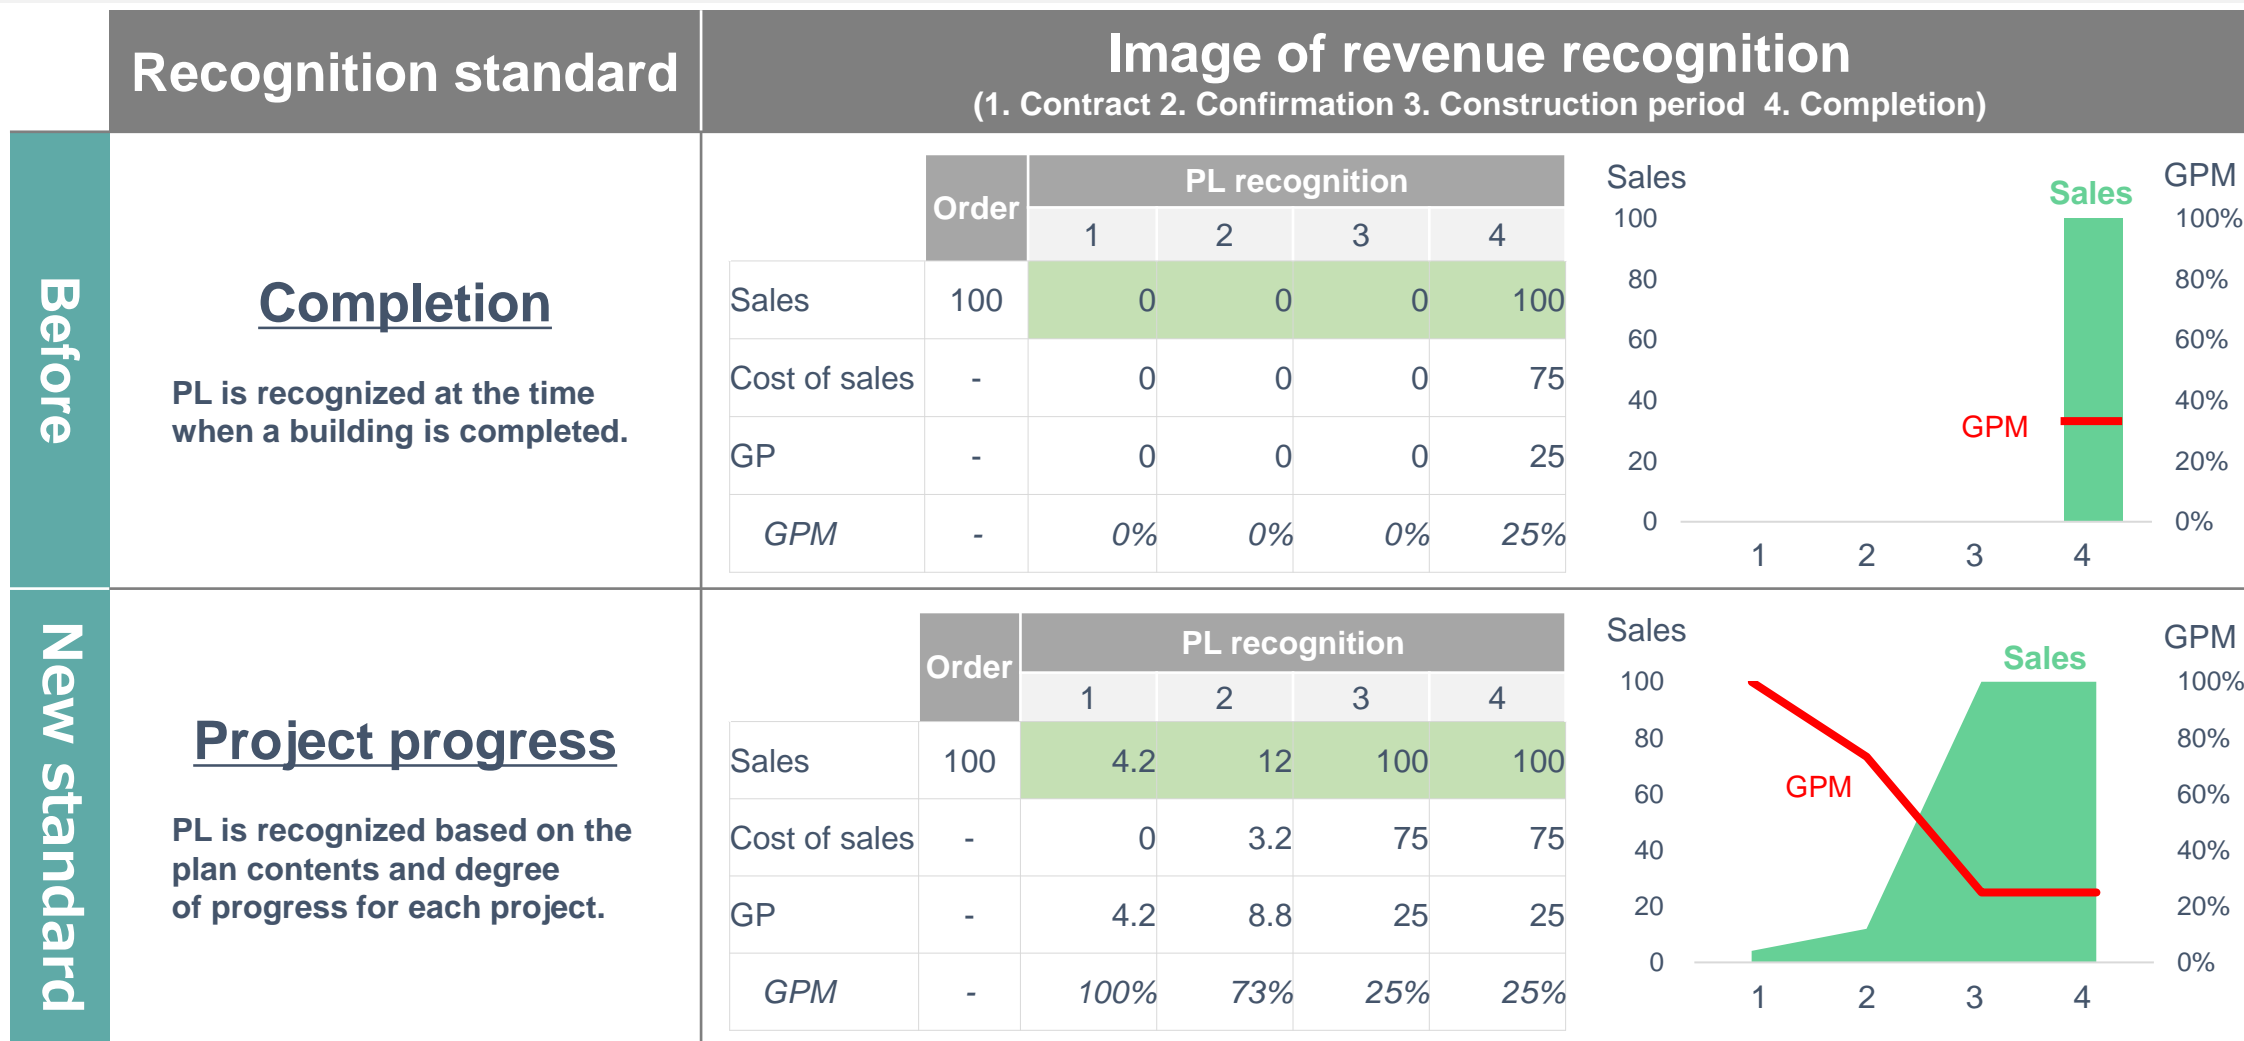 Recognition standard
Image of revenue recognition
(1. Contract 2. Confirmation 3. Construction period 4. Completion)
Before
Completion
PL is recognized at the time
when a building is completed.
Order
PL recognition
1 2 3 4
Sales 100 0 0 0 100
Cost of sales - 0 0 0 75
GP - 0 0 0 25
GPM - 0% 0% 0% 25%
Sales
GPM
Sales
100
80
60
40
20
0
GPM
100%
80%
60%
40%
20%
0%
1 2 3 4
New standard
Project progress
PL is recognized based on the
plan contents and degree
of progress for each project.
Order
PL recognition
1 2 3 4
Sales 100 4.2 12 100 100
Cost of sales - 0 3.2 75 75
GP - 4.2 8.8 25 25
GPM - 100% 73% 25% 25%
Sales
GPM
Sales
100
80
60
40
20
0
GPM
100%
80%
60%
40%
20%
0%
1 2 3 4